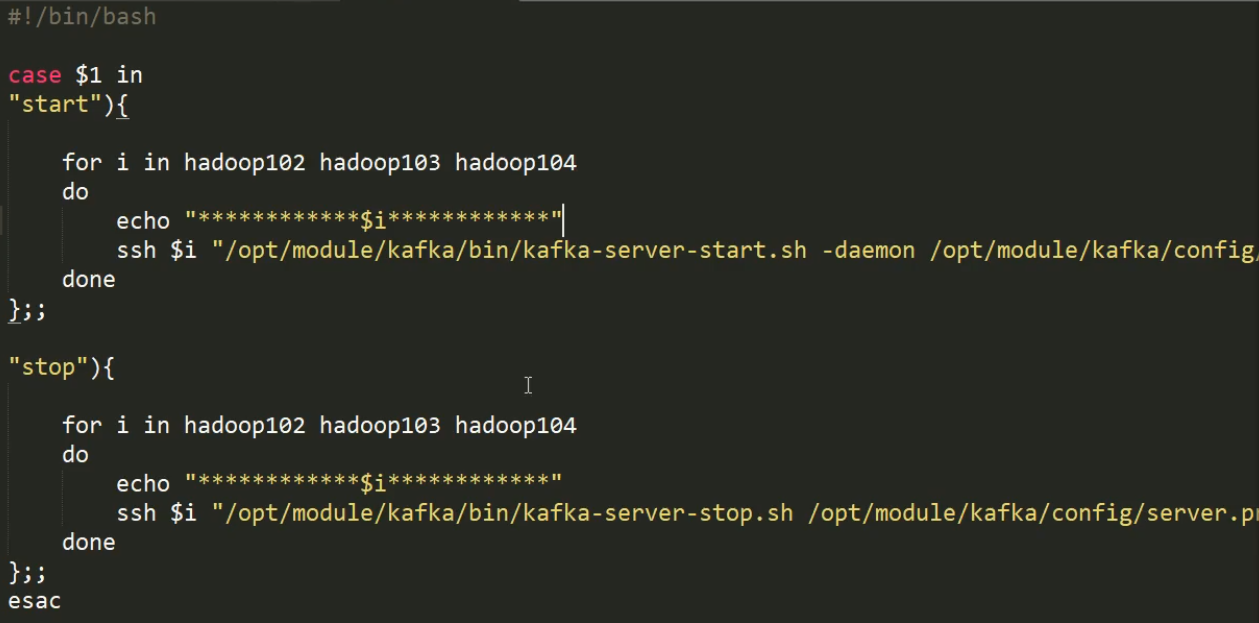 #!/bin/bash
case $1 in
"start"){
for i in hadoop102 hadoop103 hadoop104
do
echo "************$i************"
ssh $i "/opt/module/kafka/bin/kafka-server-start.sh -daemon /opt/module/kafka/config/
done
};;
"stop"){
for i in hadoop102 hadoop103 hadoop104
do
echo "************$i************"
ssh $i "/opt/module/kafka/bin/kafka-server-stop.sh /opt/module/kafka/config/server.pr
done
};;
esac